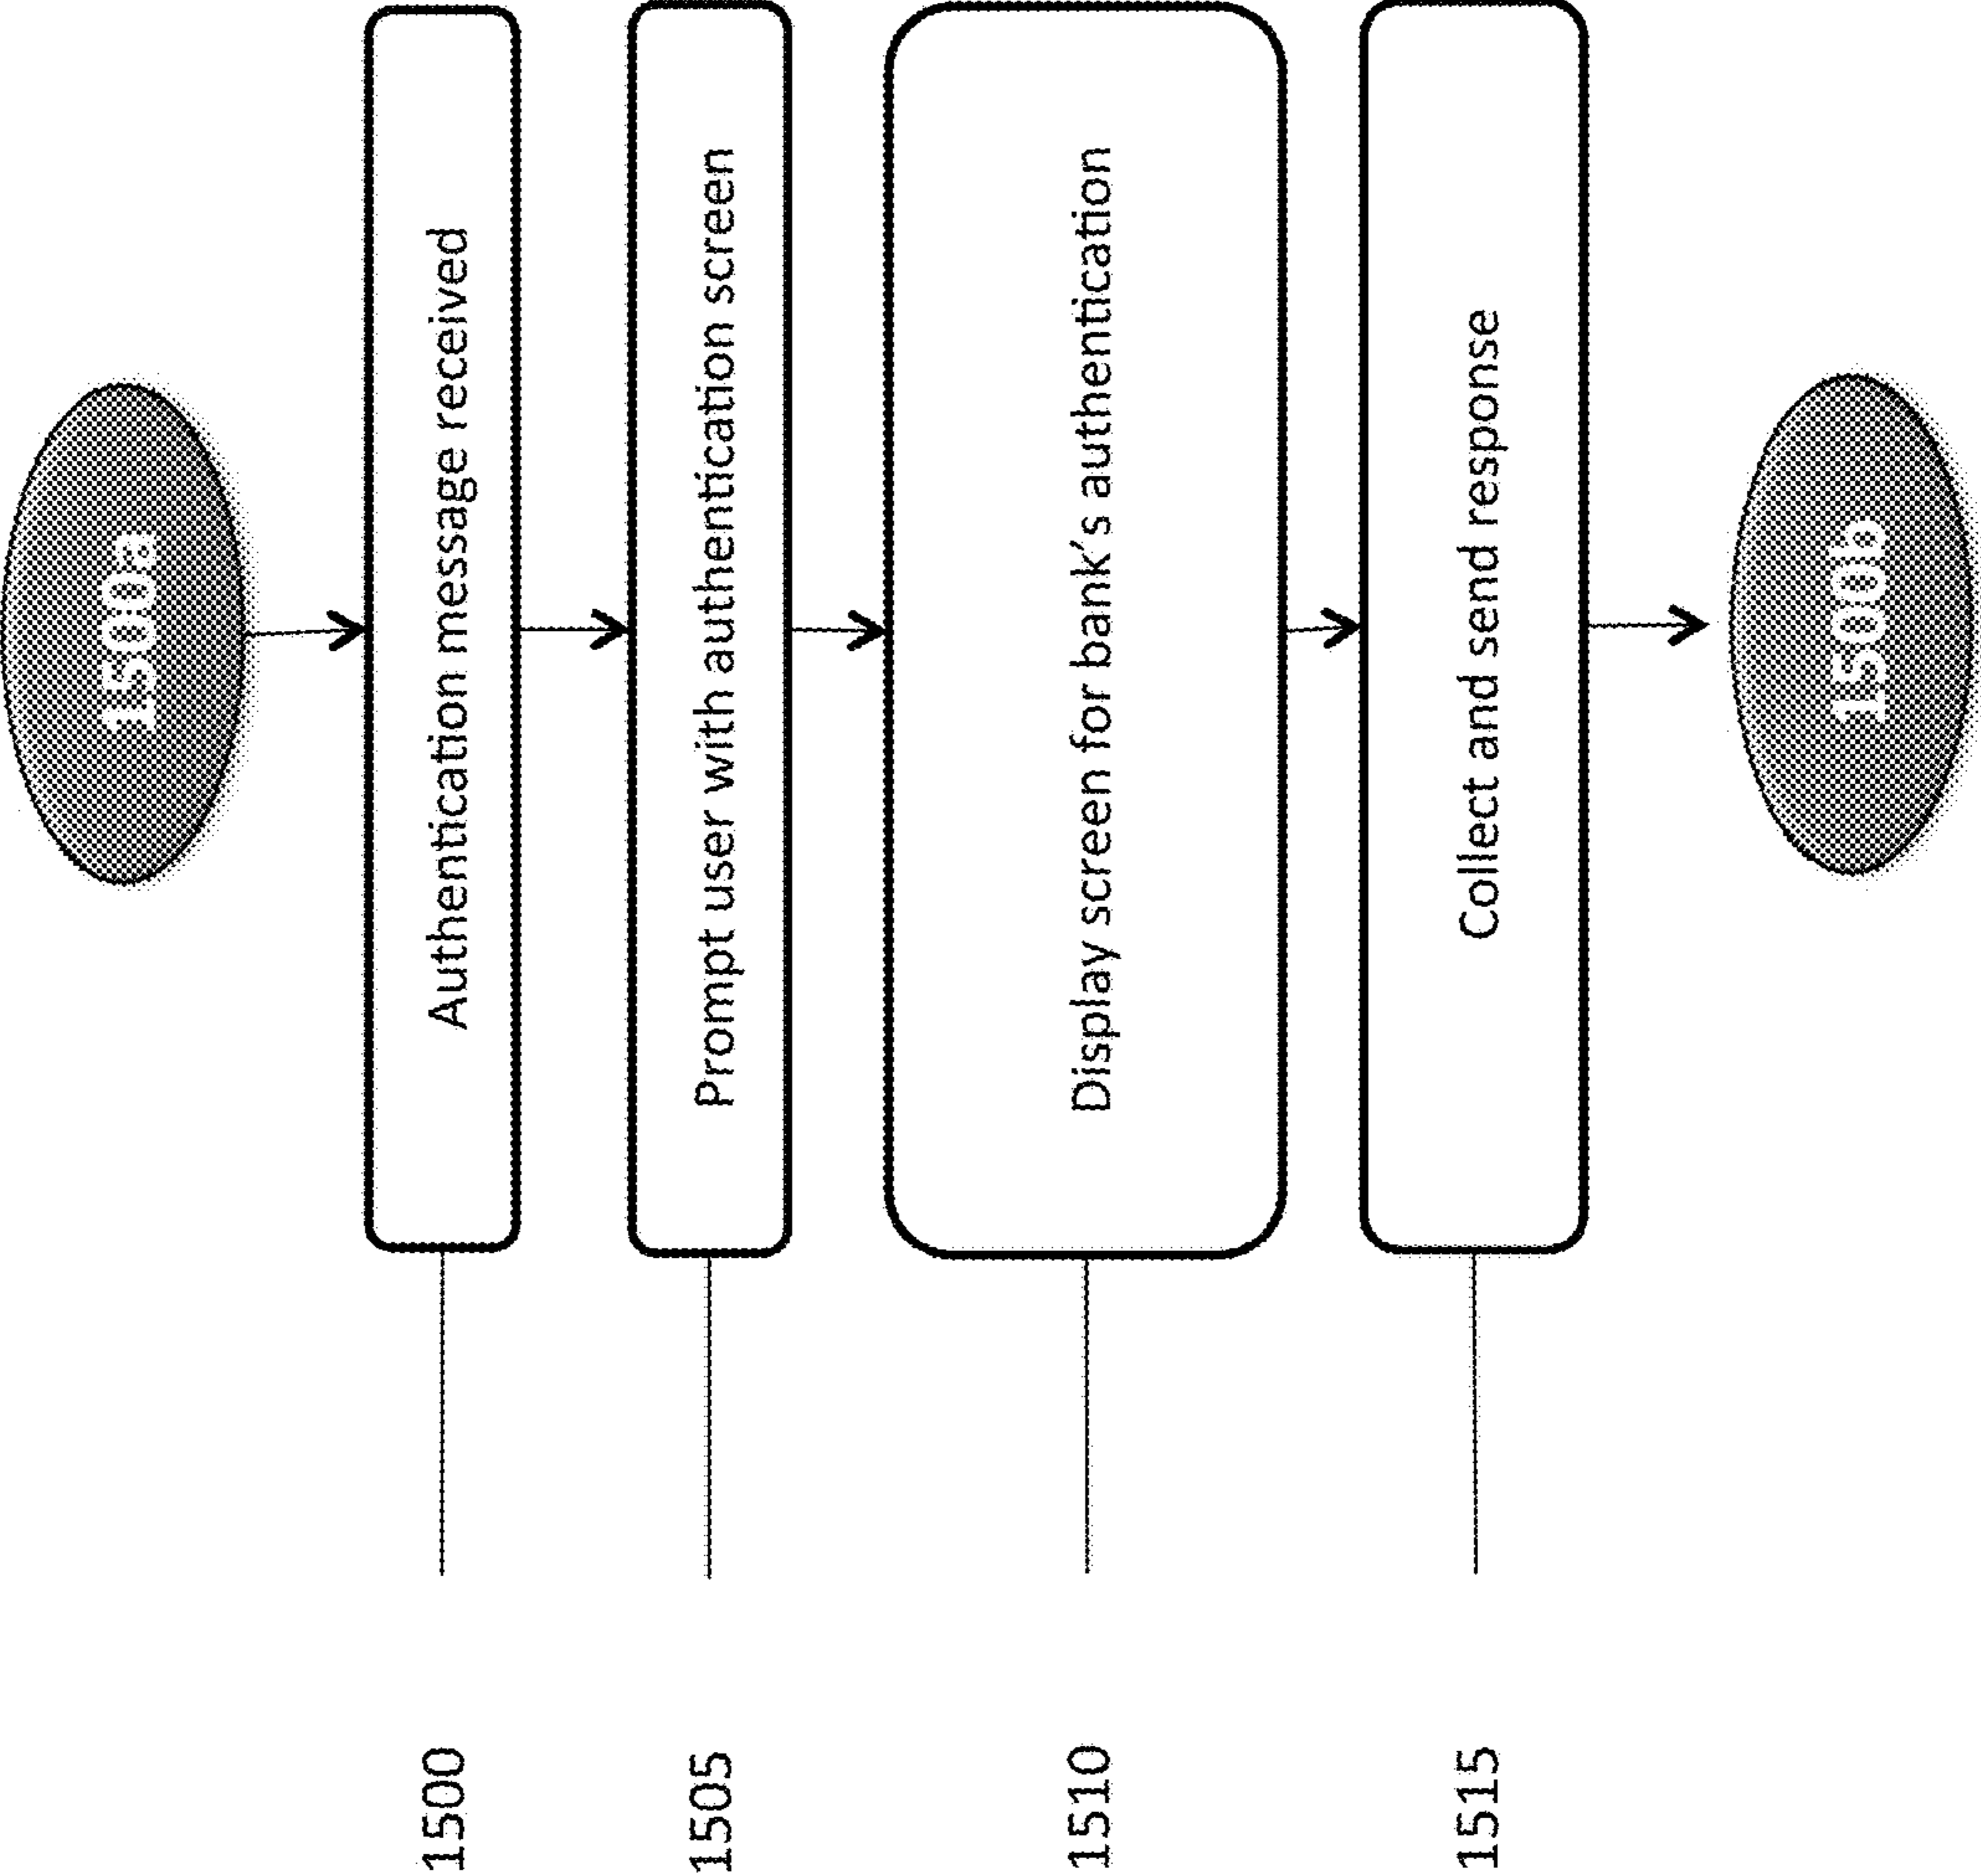 1500a
1500
Authentication message received
1505
Prompt user with authentication screen
1510
Display screen for bank's authentication
1515
Collect and send response
1500b